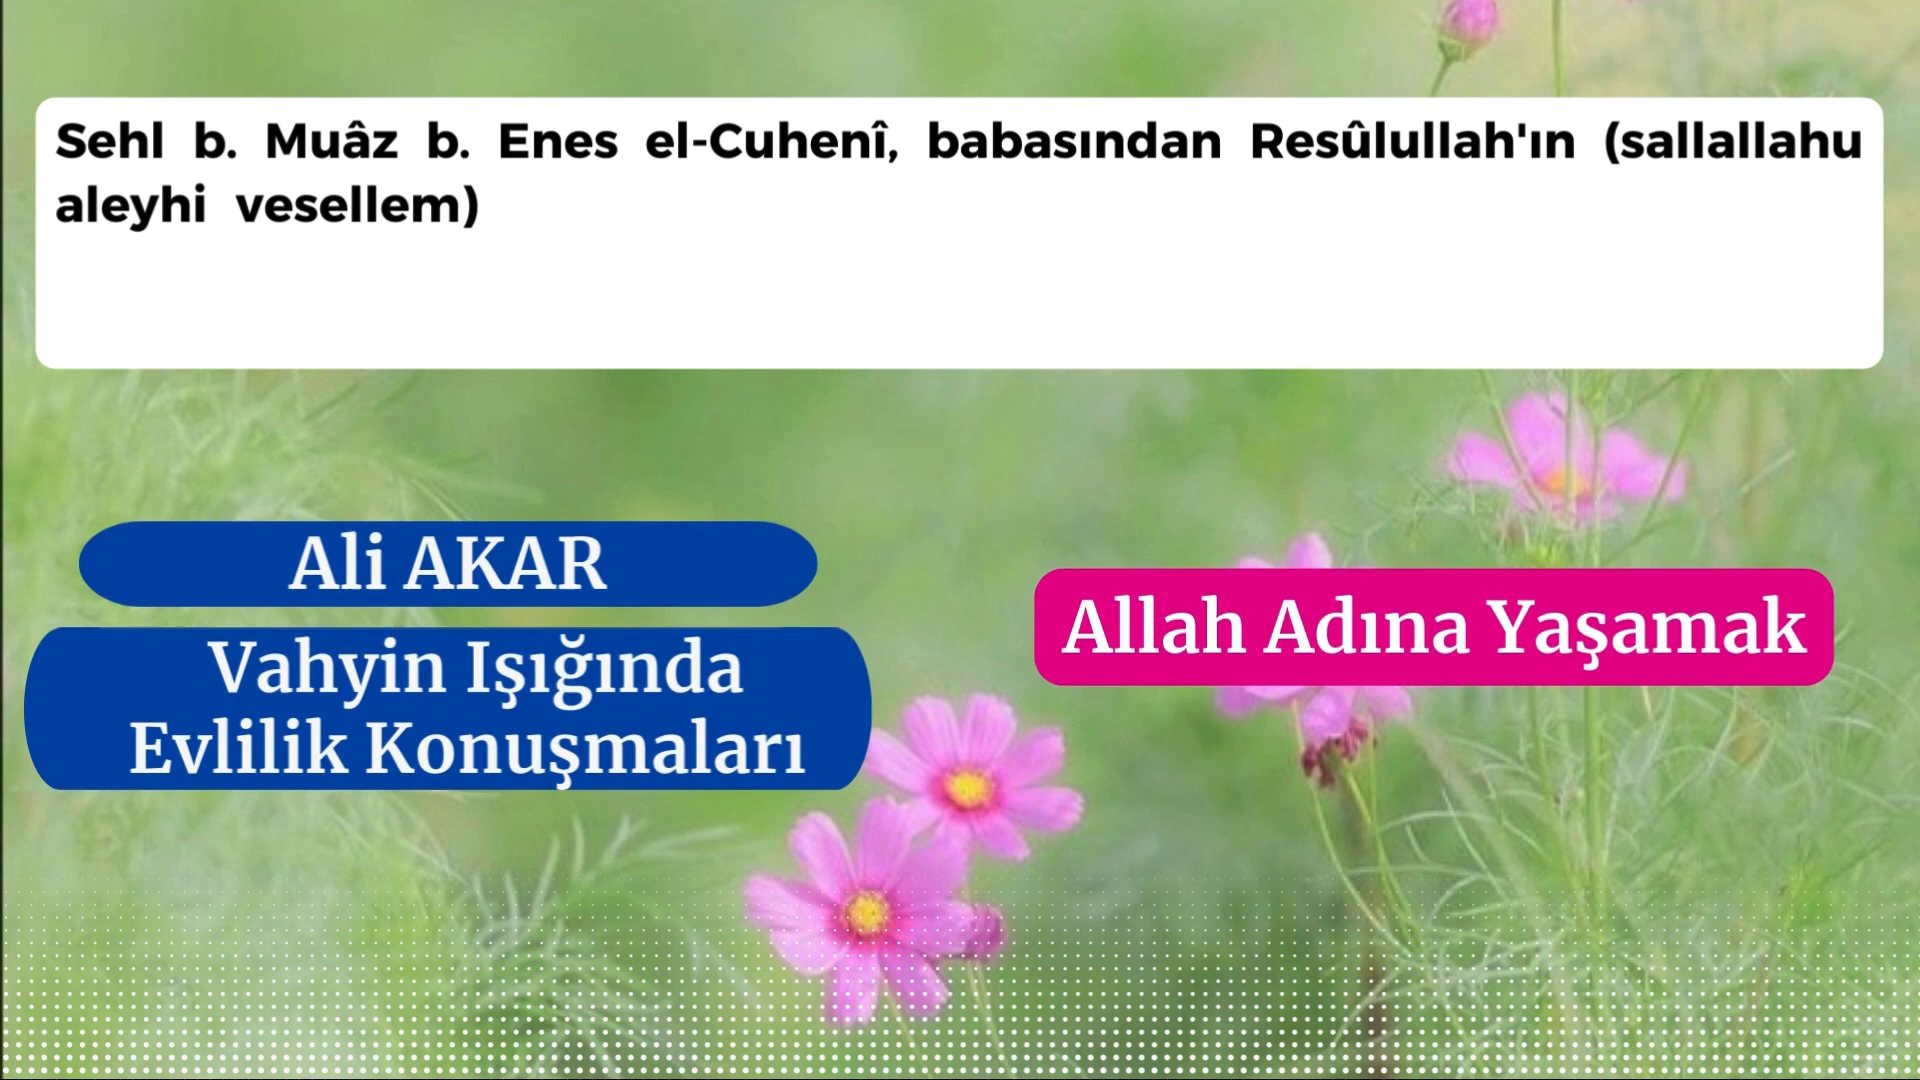 Sehl b. Muâz b. Enes el-Cuhenî, babasından Resûlullah'ın (sallallahu
aleyhi vesellem)
Ali AKAR
Vahyin Işığında
Evlilik Konuşmaları
Allah Adına Yaşamak